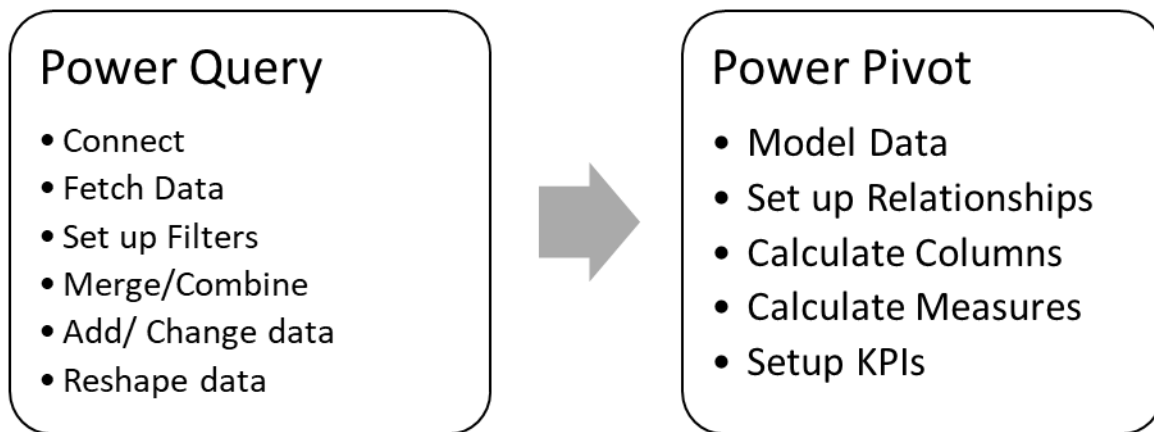 Power Query
• Connect
• Fetch Data
• Set up Filters
• Merge/Combine
• Add/ Change data
• Reshape data
Power Pivot
• Model Data
• Set up Relationships
• Calculate Columns
• Calculate Measures
• Setup KPIs